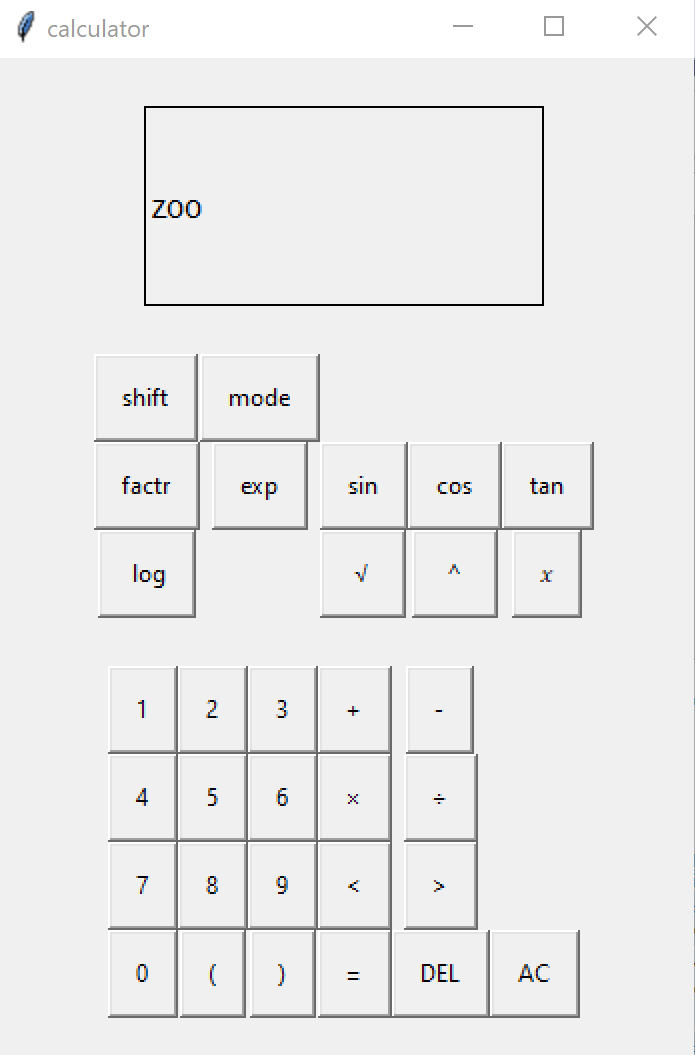 calculator
ZOO
shift mode
factr exp sin cos tan
log √ ^ x
1 2 3 + -
4 5 6 × ÷
7 8 9 < >
0 ( ) = DEL AC